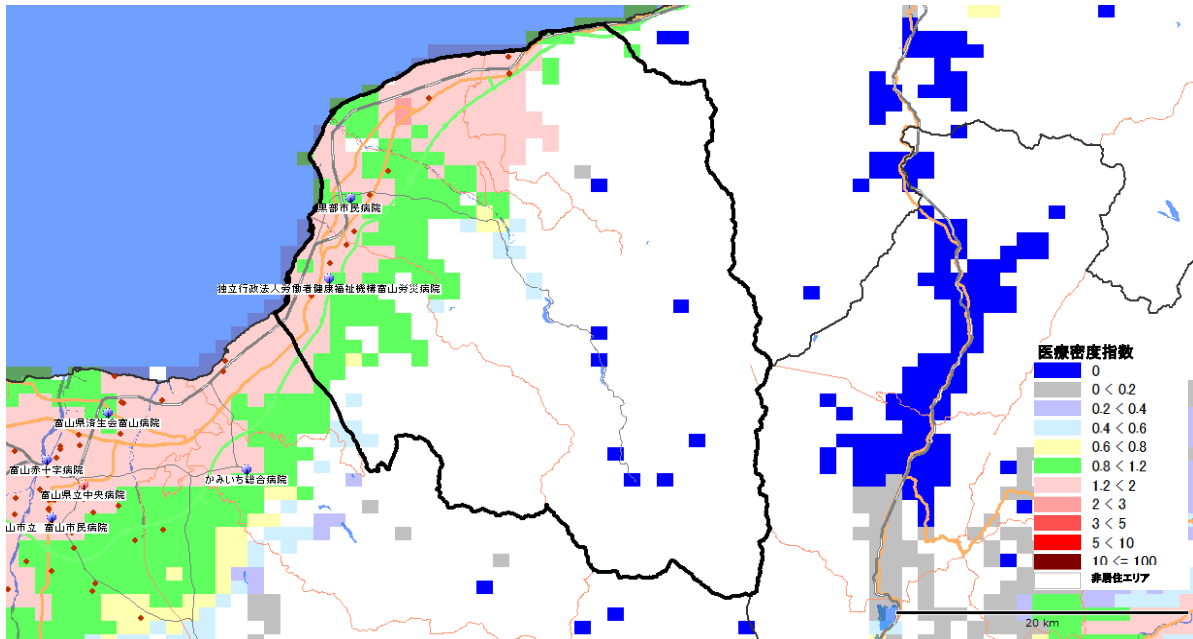 黒部市民病院
独立行政法人労働者健康福祉機構富山労災病院
富山県済生会富山病院
富山赤十字病院
かみいち総合病院
富山県立中央病院
山市立 富山市民病院
医療密度指数
0
0 < 0.2
0.2 < 0.4
0.4 < 0.6
0.6 < 0.8
0.8 < 1.2
1.2 < 2
2 < 3
3 < 5
5 < 10
10 <= 100
非居住エリア
20 km